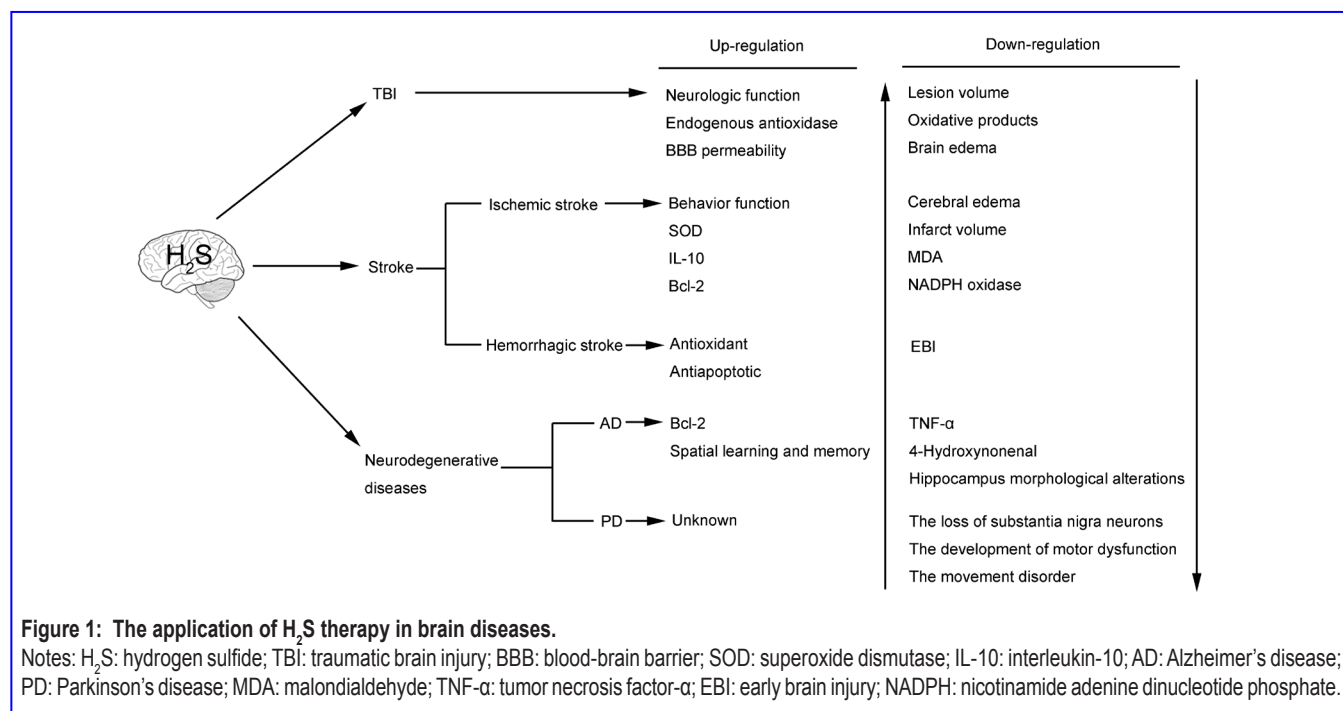 Up-regulation
Down-regulation
TBI
Neurologic function
Endogenous antioxidase
BBB permeability
Lesion volume
Oxidative products
Brain edema
H₂S
Stroke
Ischemic stroke
Behavior function
SOD
IL-10
Bcl-2
Cerebral edema
Infarct volume
MDA
NADPH oxidase
Hemorrhagic stroke
Antioxidant
Antiapoptotic
EBI
Neurodegenerative
diseases
AD
Bcl-2
Spatial learning and memory
TNF-α
4-Hydroxynonenal
Hippocampus morphological alterations
PD
Unknown
The loss of substantia nigra neurons
The development of motor dysfunction
The movement disorder
Figure 1: The application of H₂S therapy in brain diseases.
Notes: H₂S: hydrogen sulfide; TBI: traumatic brain injury; BBB: blood-brain barrier; SOD: superoxide dismutase; IL-10: interleukin-10; AD: Alzheimer’s disease;
PD: Parkinson’s disease; MDA: malondialdehyde; TNF-α: tumor necrosis factor-α; EBI: early brain injury; NADPH: nicotinamide adenine dinucleotide phosphate.